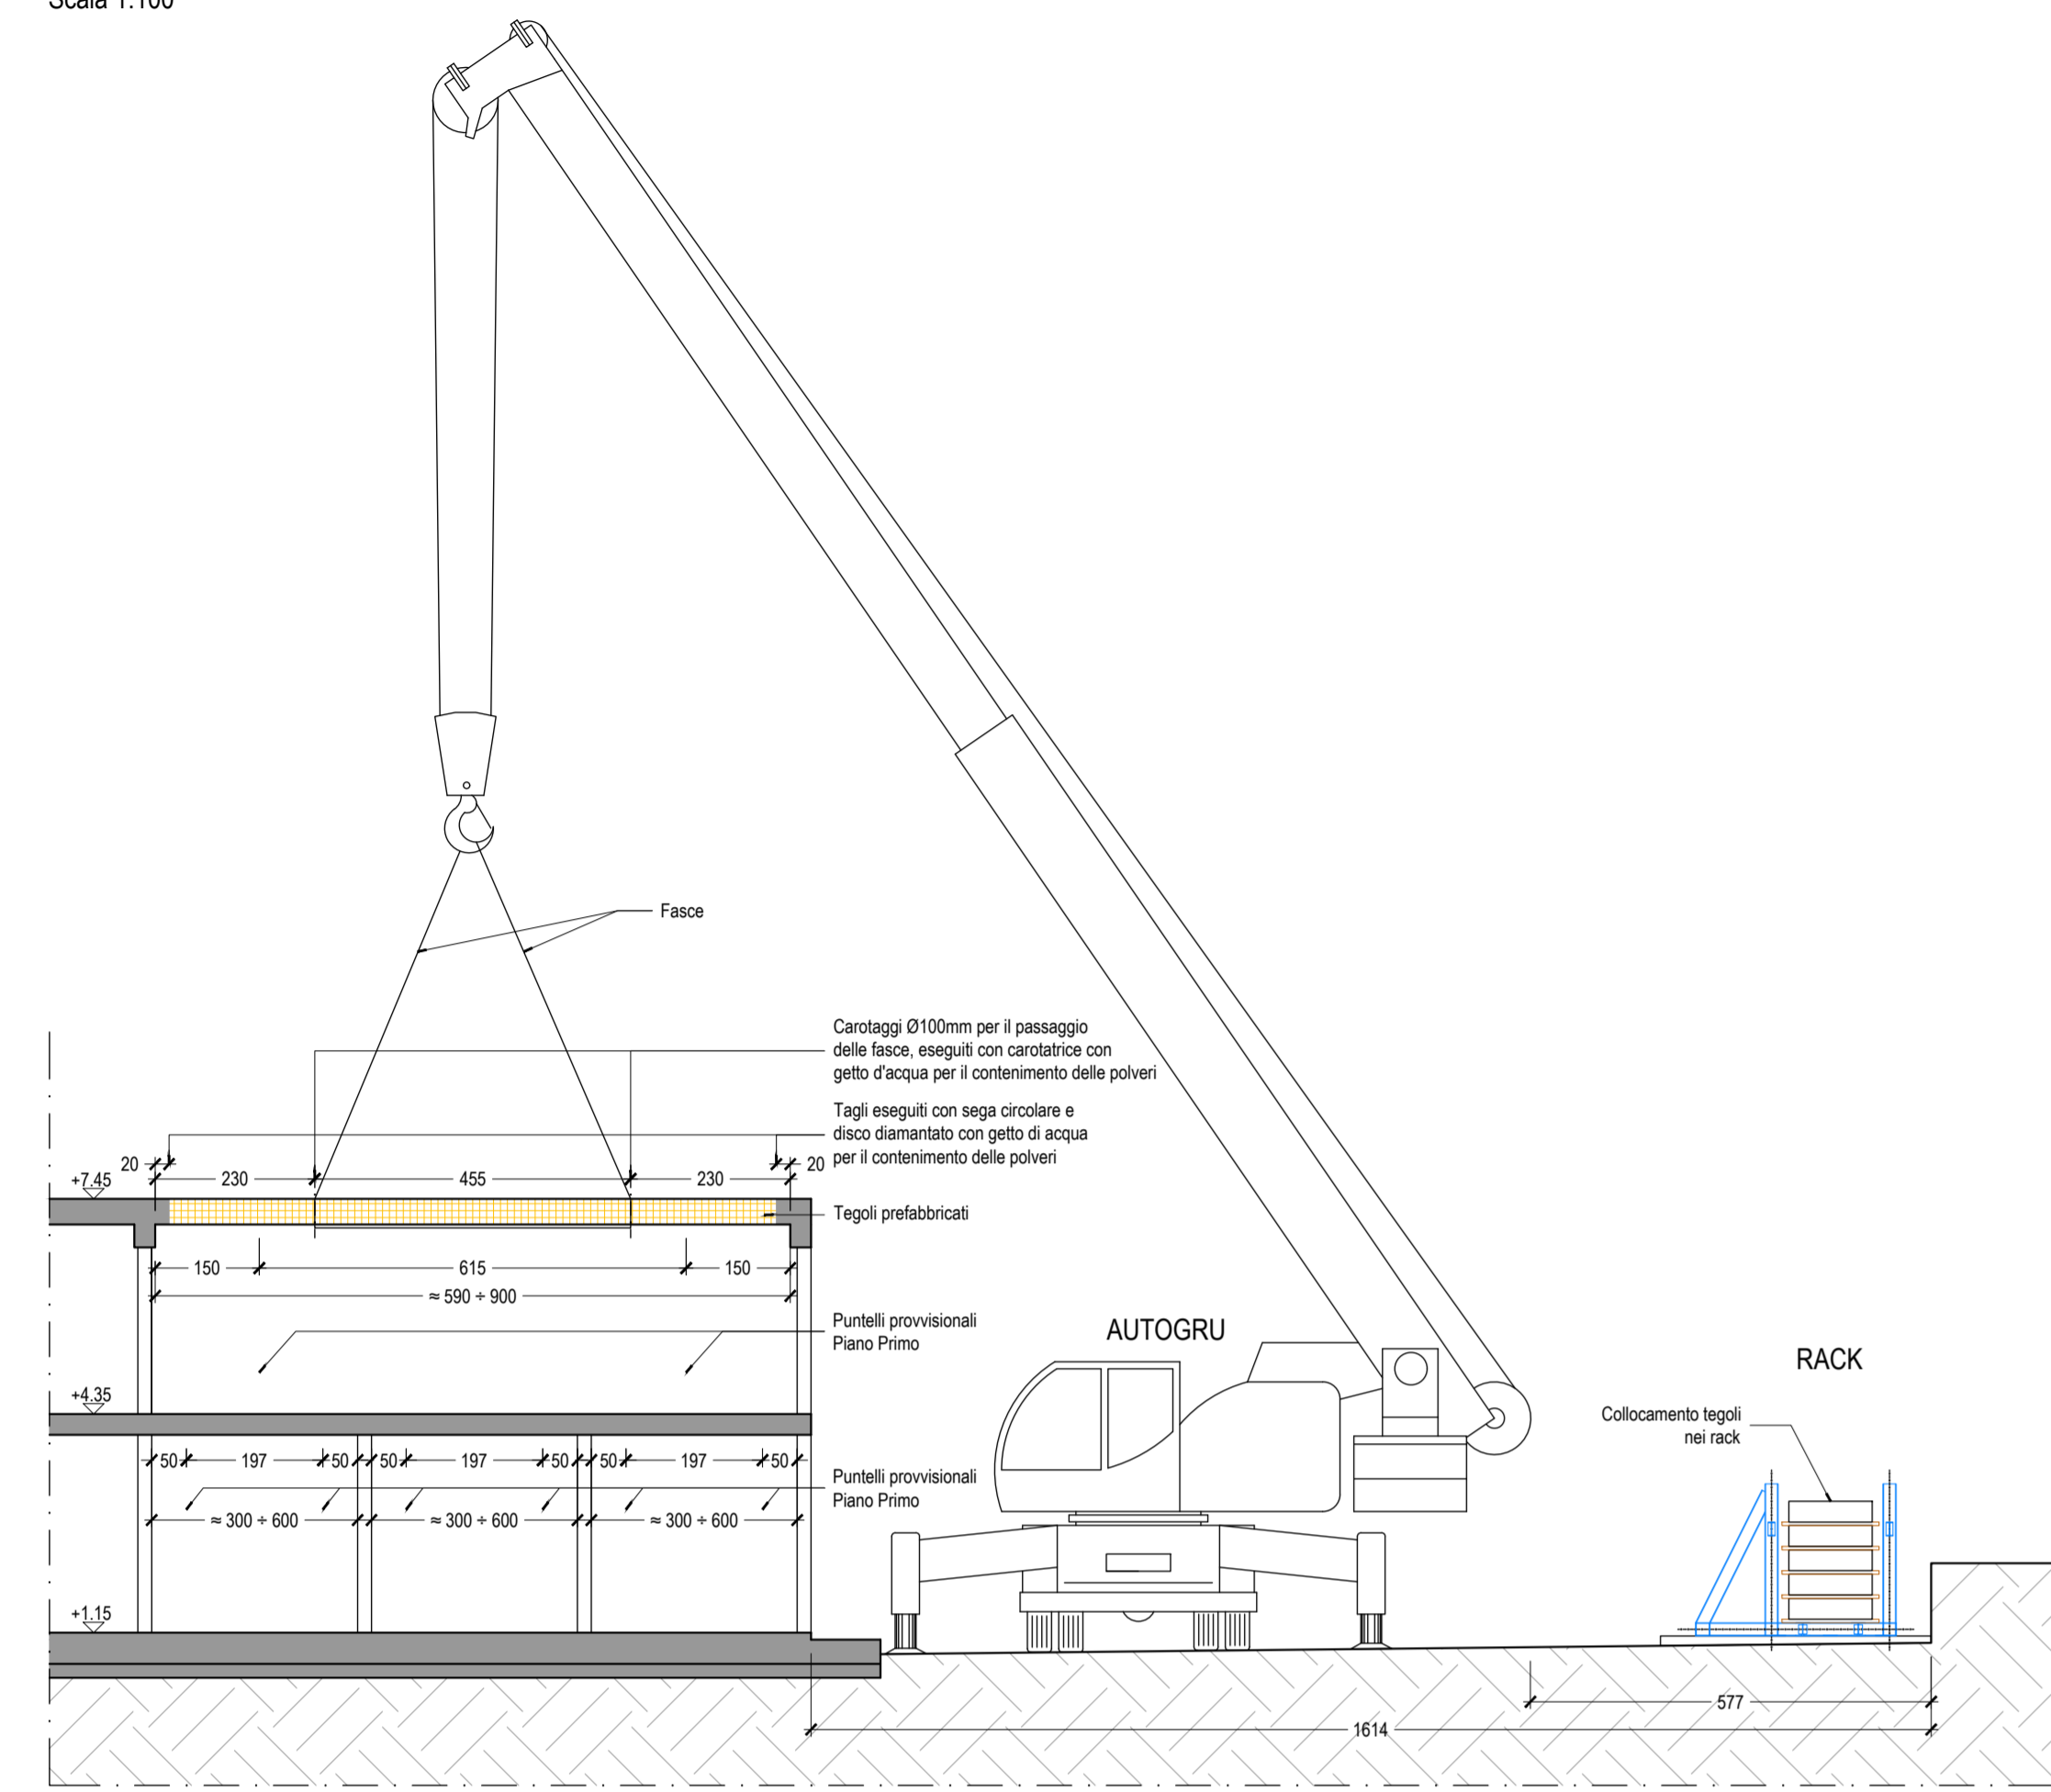 Scala 1:100
Fasce
Carotaggi Ø100mm per il passaggio
delle fasce, eseguiti con carotatrice con
getto d'acqua per il contenimento delle polveri
Tagli eseguiti con sega circolare e
disco diamantato con getto di acqua
per il contenimento delle polveri
20
20
+7.45
230
455
230
Tegoli prefabbricati
150
615
150
≈ 590 ÷ 900
Puntelli provvisionali
Piano Primo
AUTOGRU
RACK
+4.35
Collocamento tegoli
nei rack
50
197
50
50
197
50
50
197
50
Puntelli provvisionali
Piano Primo
≈ 300 ÷ 600
≈ 300 ÷ 600
≈ 300 ÷ 600
+1.15
577
1614